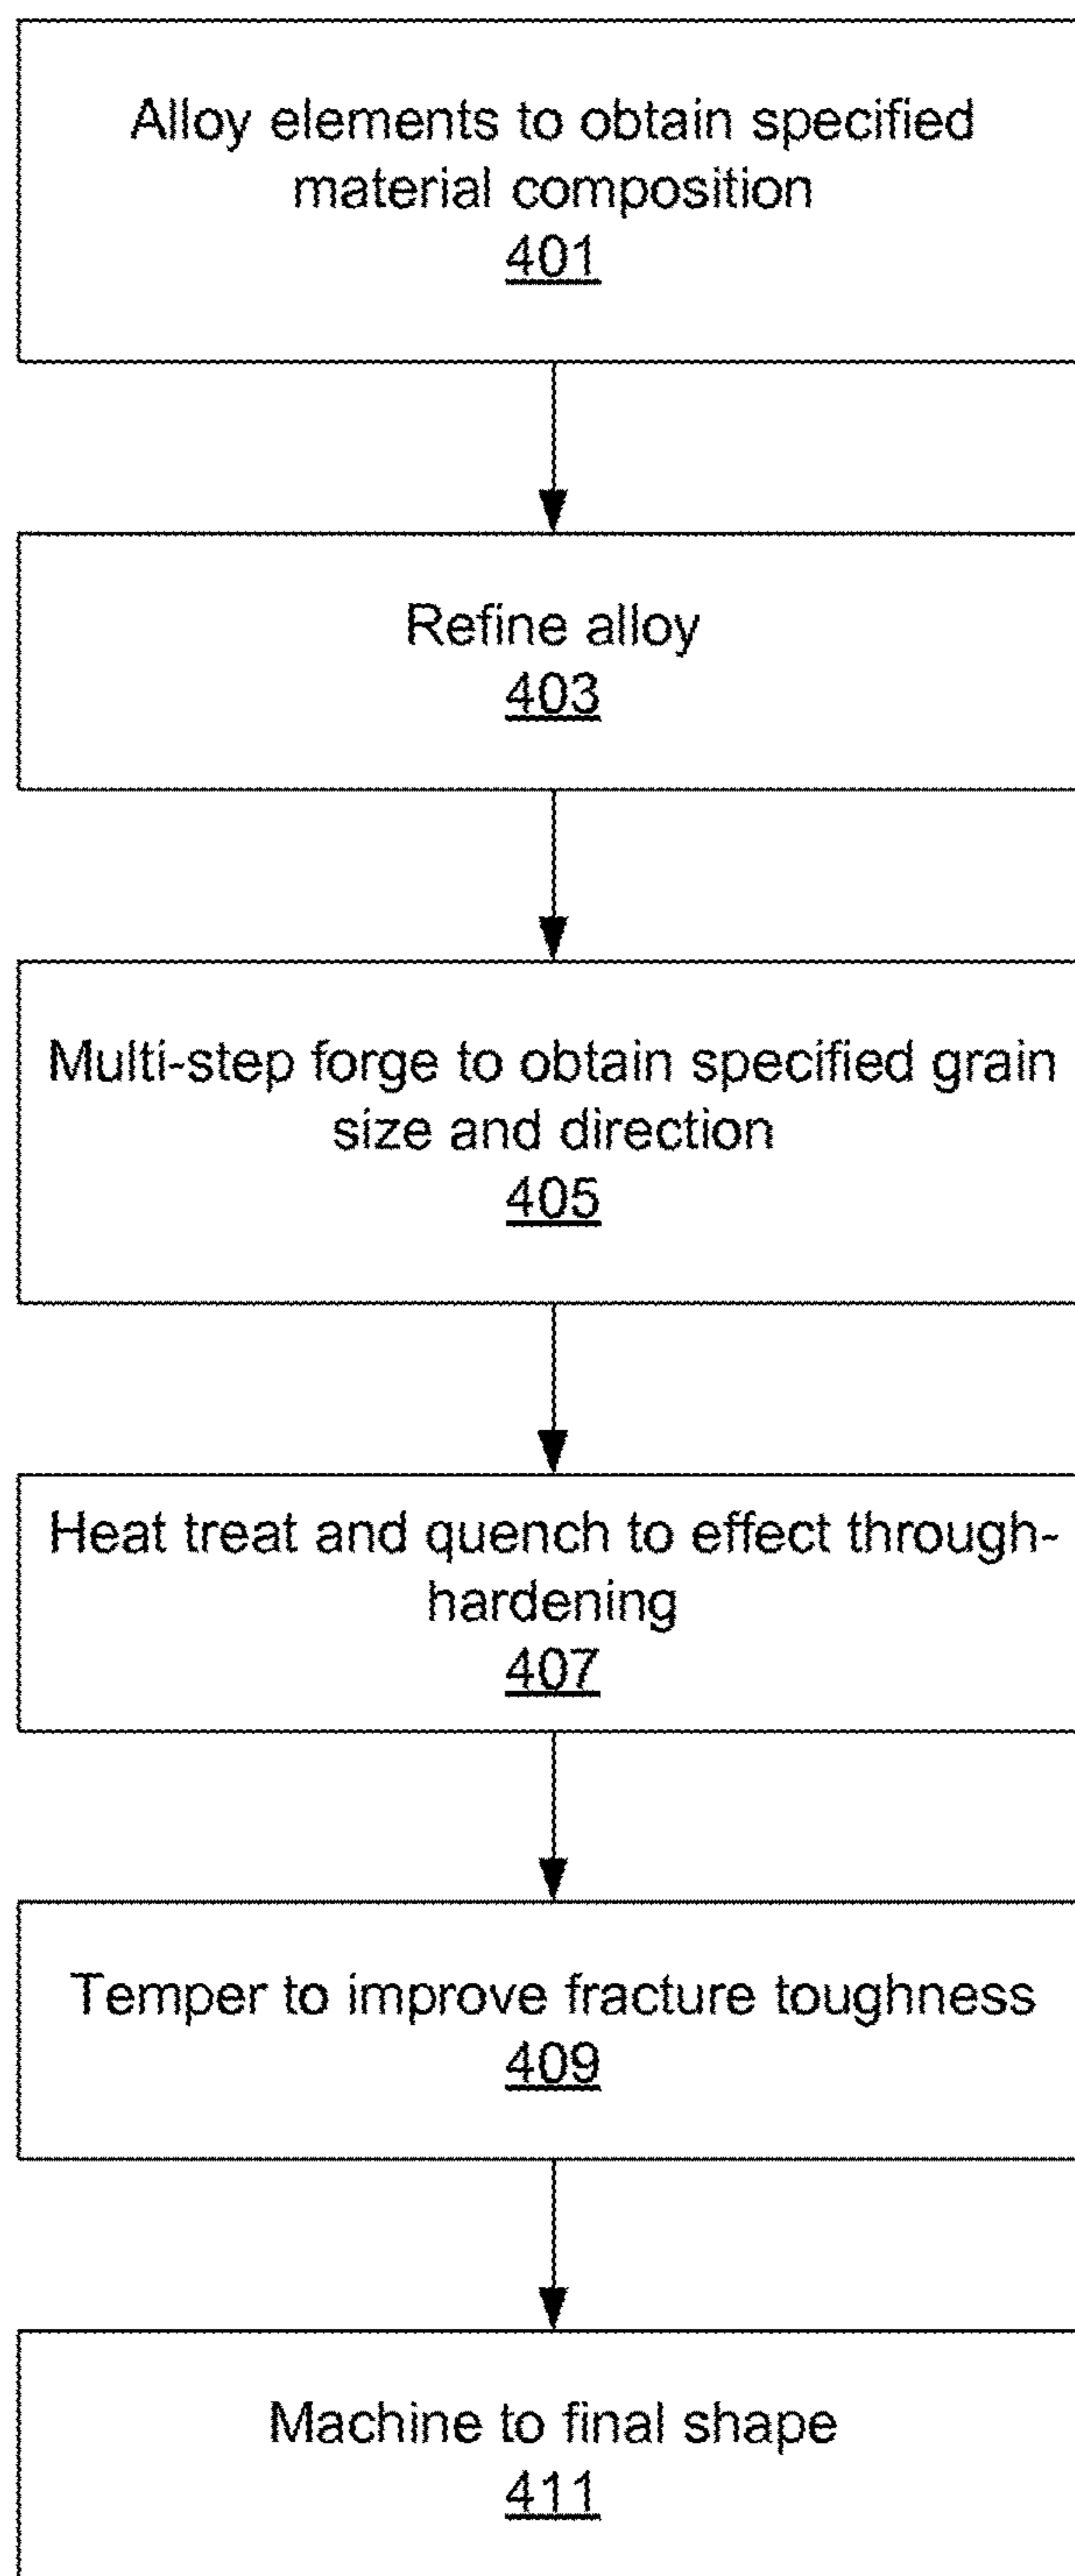 Alloy elements to obtain specified
material composition
401
Refine alloy
403
Multi-step forge to obtain specified grain
size and direction
405
Heat treat and quench to effect through-
hardening
407
Temper to improve fracture toughness
409
Machine to final shape
411